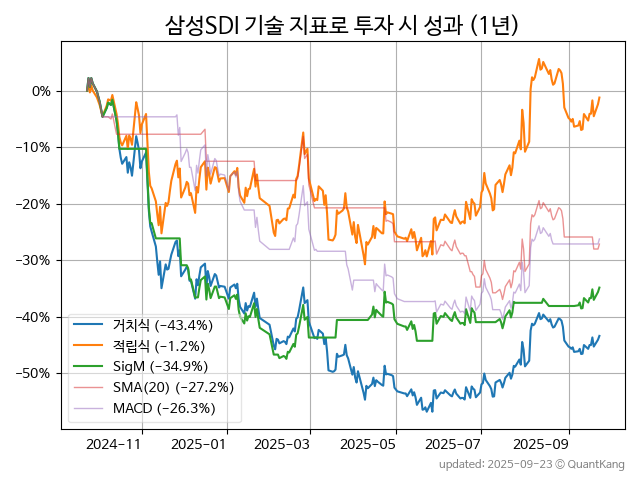 삼성SDI 기술 지표로 투자 시 성과 (1년)
0%
−10%
−20%
−30%
−40%
−50%
거치식 (−43.4%)
적립식 (−1.2%)
SigM (−34.9%)
SMA(20) (−27.2%)
MACD (−26.3%)
2024-11 2025-01 2025-03 2025-05 2025-07 2025-09
updated: 2025-09-23 ⓒ QuantKang